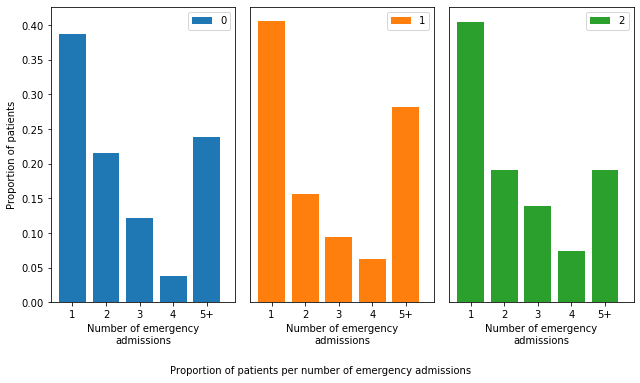 0
1
2
0.40
0.35
0.30
0.25
0.20
0.15
0.10
0.05
0.00
Proportion of patients
1 2 3 4 5+
1 2 3 4 5+
1 2 3 4 5+
Number of emergency
admissions
Number of emergency
admissions
Number of emergency
admissions
Proportion of patients per number of emergency admissions